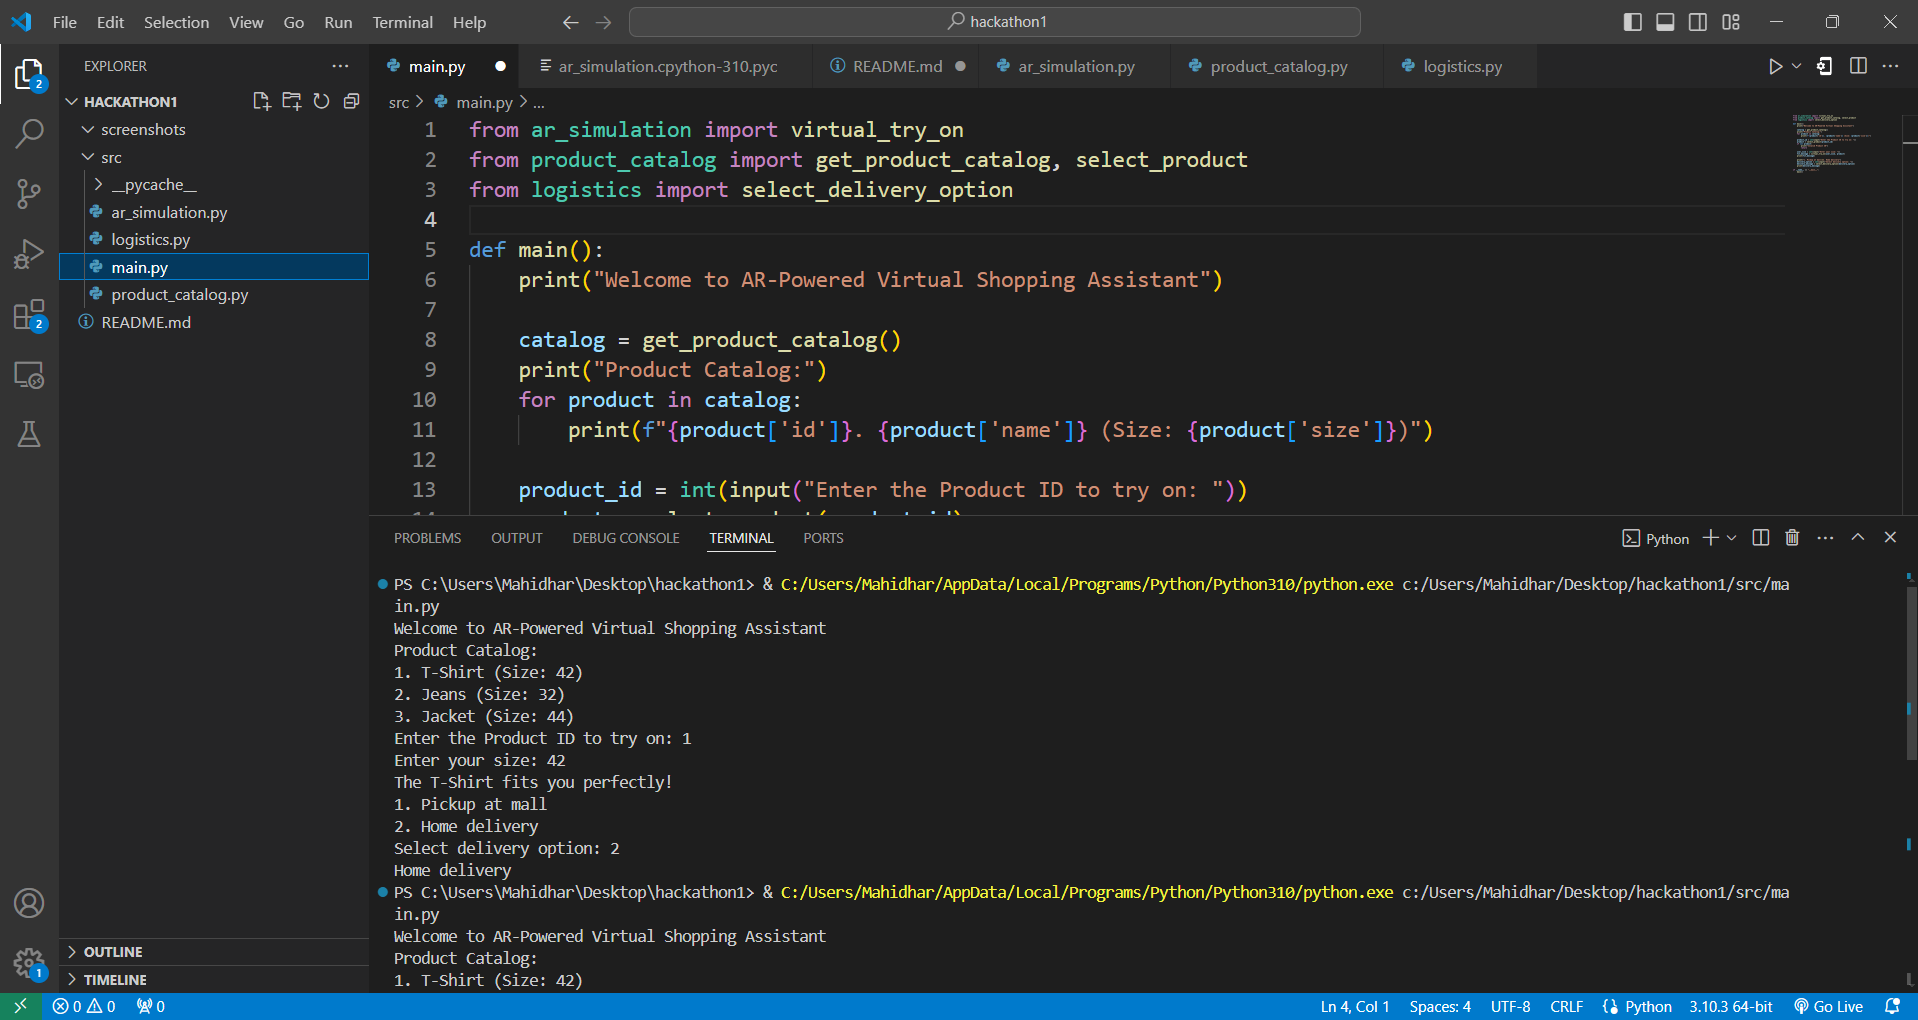 File Edit Selection View Go Run Terminal Help
hackathon1
EXPLORER
HACKATHON1
screenshots
src
__pycache__
ar_simulation.py
logistics.py
main.py
product_catalog.py
README.md
OUTLINE
TIMELINE
2
2
1
main.py ar_simulation.cpython-310.pyc README.md ar_simulation.py product_catalog.py logistics.py
src > main.py > ...
1 from ar_simulation import virtual_try_on
2 from product_catalog import get_product_catalog, select_product
3 from logistics import select_delivery_option
4
5 def main():
6     print("Welcome to AR-Powered Virtual Shopping Assistant")
7
8     catalog = get_product_catalog()
9     print("Product Catalog:")
10     for product in catalog:
11         print(f"{product['id']}. {product['name']} (Size: {product['size']})")
12
13     product_id = int(input("Enter the Product ID to try on: "))
PROBLEMS OUTPUT DEBUG CONSOLE TERMINAL PORTS
Python
PS C:\Users\Mahidhar\Desktop\hackathon1> & C:/Users/Mahidhar/AppData/Local/Programs/Python/Python310/python.exe c:/Users/Mahidhar/Desktop/hackathon1/src/ma
in.py
Welcome to AR-Powered Virtual Shopping Assistant
Product Catalog:
1. T-Shirt (Size: 42)
2. Jeans (Size: 32)
3. Jacket (Size: 44)
Enter the Product ID to try on: 1
Enter your size: 42
The T-Shirt fits you perfectly!
1. Pickup at mall
2. Home delivery
Select delivery option: 2
Home delivery
PS C:\Users\Mahidhar\Desktop\hackathon1> & C:/Users/Mahidhar/AppData/Local/Programs/Python/Python310/python.exe c:/Users/Mahidhar/Desktop/hackathon1/src/ma
in.py
Welcome to AR-Powered Virtual Shopping Assistant
Product Catalog:
1. T-Shirt (Size: 42)
0 0 0 Ln 4, Col 1 Spaces: 4 UTF-8 CRLF Python 3.10.3 64-bit Go Live